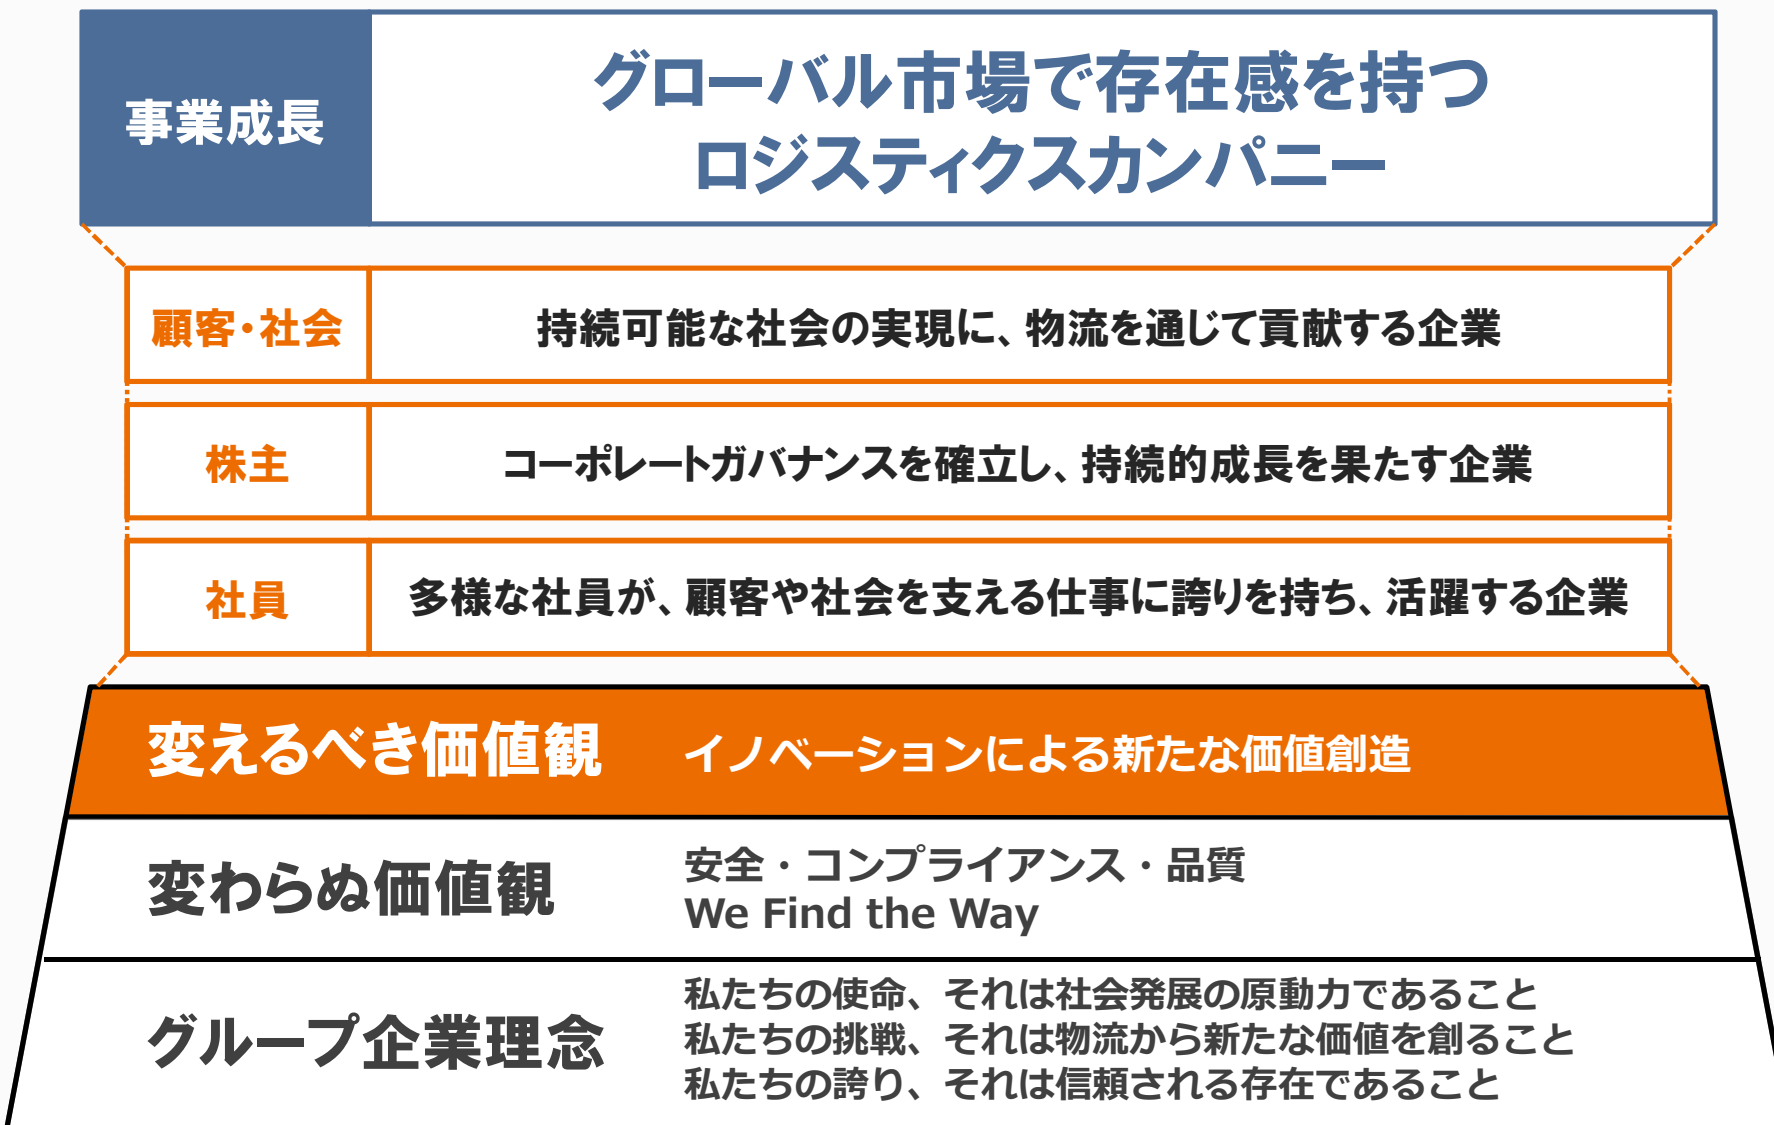 事業成長
グローバル市場で存在感を持つ
ロジスティクスカンパニー
顧客・社会
持続可能な社会の実現に、物流を通じて貢献する企業
株主
コーポレートガバナンスを確立し、持続的成長を果たす企業
社員
多様な社員が、顧客や社会を支える仕事に誇りを持ち、活躍する企業
変えるべき価値観
イノベーションによる新たな価値創造
変わらぬ価値観
安全・コンプライアンス・品質
We Find the Way
グループ企業理念
私たちの使命、それは社会発展の原動力であること
私たちの挑戦、それは物流から新たな価値を創ること
私たちの誇り、それは信頼される存在であること